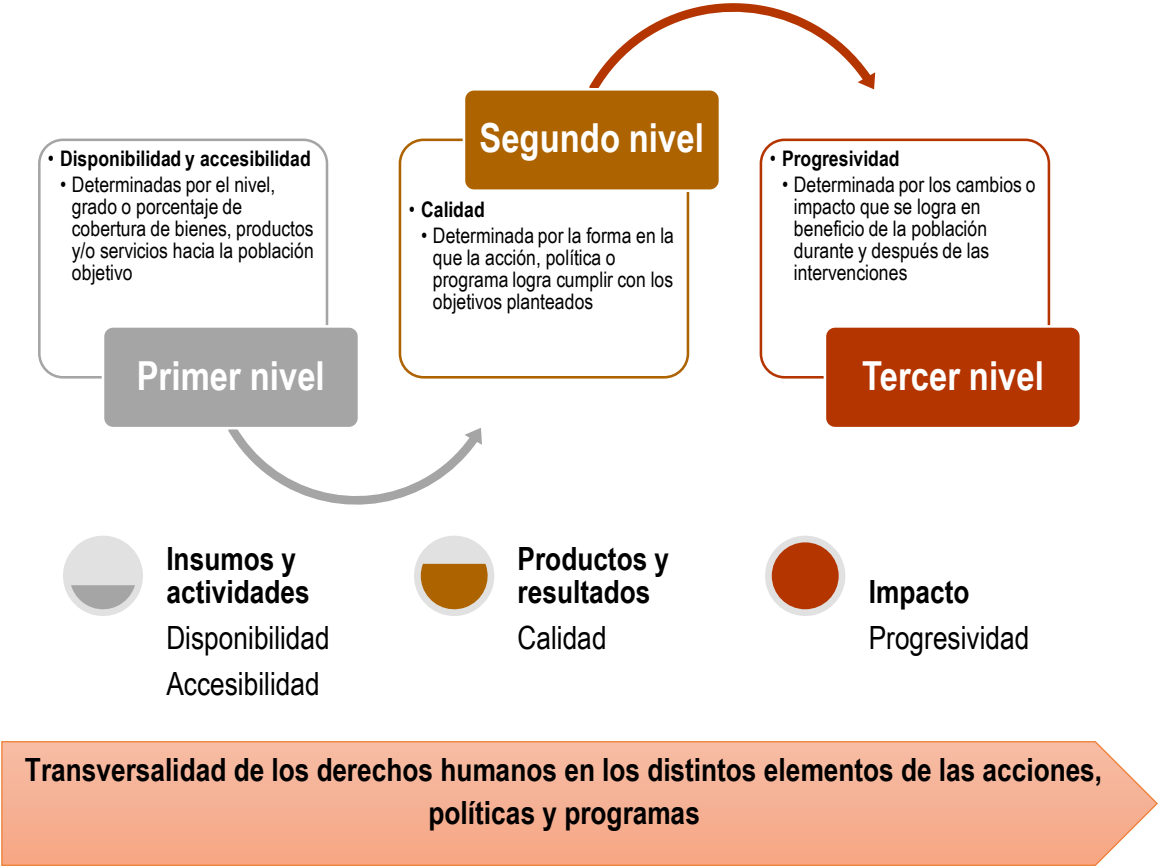 • Disponibilidad y accesibilidad
• Determinadas por el nivel,
grado o porcentaje de
cobertura de bienes, productos
y/o servicios hacia la población
objetivo
Primer nivel
Segundo nivel
• Calidad
• Determinada por la forma en la
que la acción, política o
programa logra cumplir con los
objetivos planteados
• Progresividad
• Determinada por los cambios o
impacto que se logra en
beneficio de la población
durante y después de las
intervenciones
Tercer nivel
Insumos y
actividades
Disponibilidad
Accesibilidad
Productos y
resultados
Calidad
Impacto
Progresividad
Transversalidad de los derechos humanos en los distintos elementos de las acciones,
políticas y programas